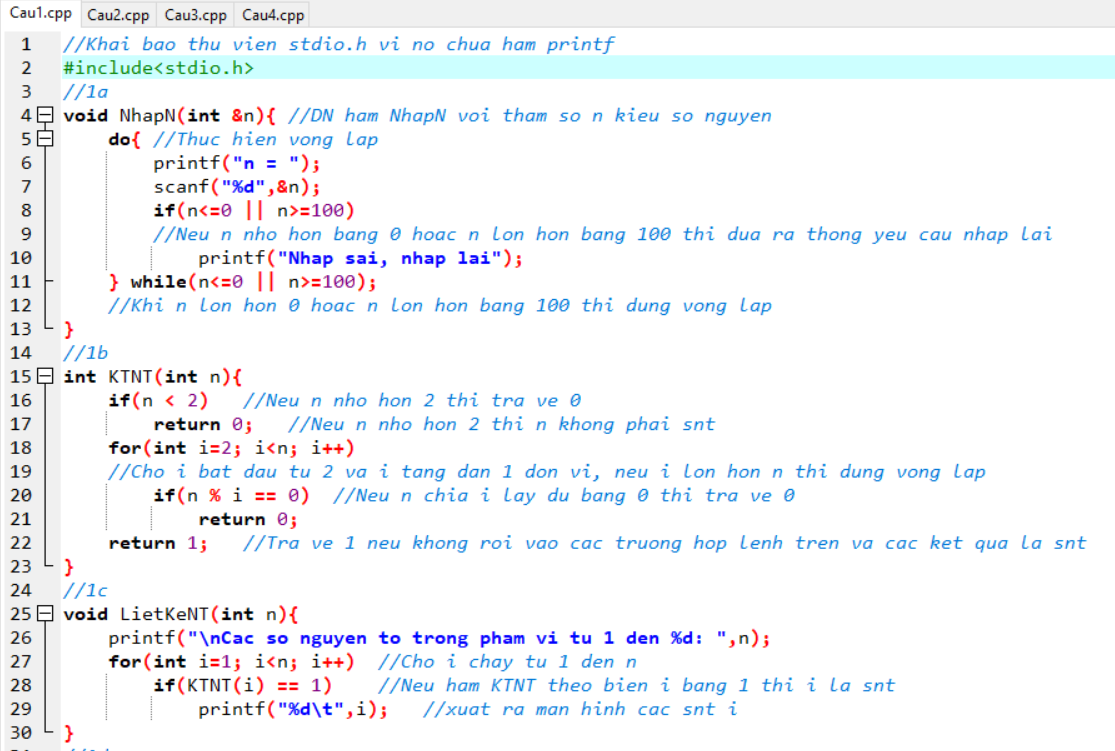 Cau1.cpp Cau2.cpp Cau3.cpp Cau4.cpp
1 //Khai bao thu vien stdio.h vi no chua ham printf
2 #include<stdio.h>
3 //1a
4 void NhapN(int &n){ //DN ham NhapN voi tham so n kieu so nguyen
5 do{ //Thuc hien vong lap
6 printf("n = ");
7 scanf("%d",&n);
8 if(n<=0 || n>=100)
9 //Neu n nho hon bang 0 hoac n lon hon bang 100 thi dua ra thong yeu cau nhap lai
10 printf("Nhap sai, nhap lai");
11 } while(n<=0 || n>=100);
12 //Khi n lon hon 0 hoac n lon hon bang 100 thi dung vong lap
13 }
14 //1b
15 int KTNT(int n){
16 if(n < 2) //Neu n nho hon 2 thi tra ve 0
17 return 0; //Neu n nho hon 2 thi n khong phai snt
18 for(int i=2; i<n; i++)
19 //Cho i bat dau tu 2 va i tang dan 1 don vi, neu i lon hon n thi dung vong lap
20 if(n % i == 0) //Neu n chia i lay du bang 0 thi tra ve 0
21 return 0;
22 return 1; //Tra ve 1 neu khong roi vao cac truong hop lenh tren va cac ket qua la snt
23 }
24 //1c
25 void LietKeNT(int n){
26 printf("\nCac so nguyen to trong pham vi tu 1 den %d: ",n);
27 for(int i=1; i<n; i++) //Cho i chay tu 1 den n
28 if(KTNT(i) == 1) //Neu ham KTNT theo bien i bang 1 thi i la snt
29 printf("%d\t",i); //xuat ra man hinh cac snt i
30 }